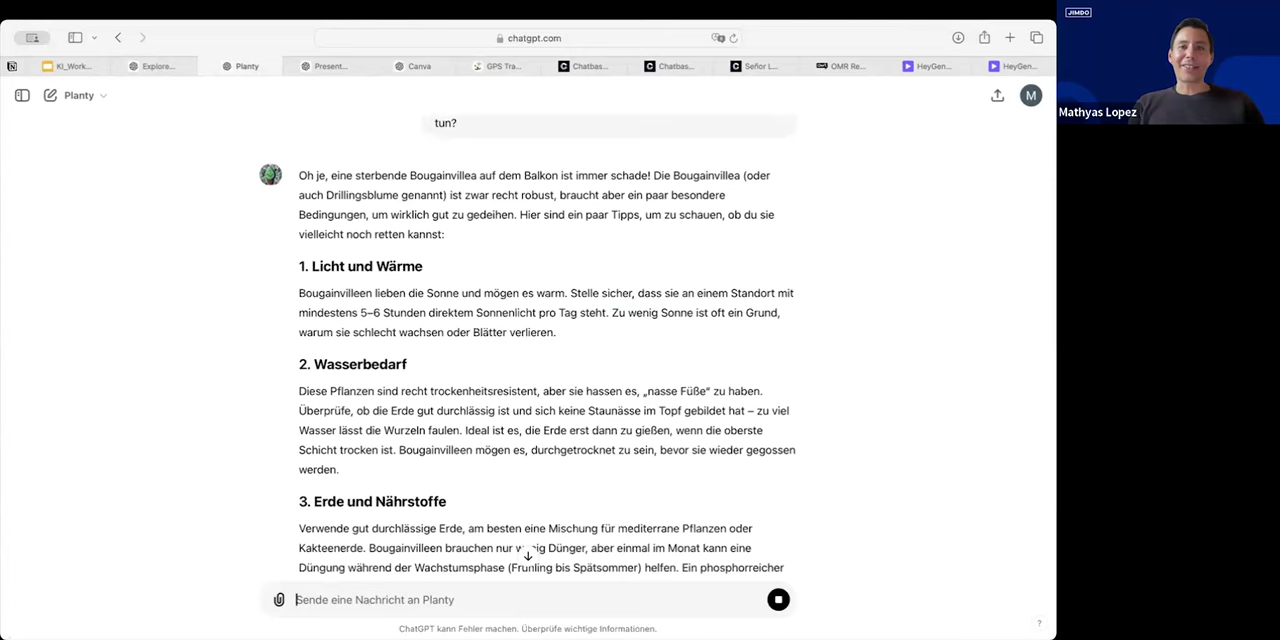 JIMDO
Mathyas Lopez
chatgpt.com
KI_Work...
Explore...
Planty
Present...
Canva
GPS Tra...
Chatbas...
Chatbas...
Señor L...
OMR Re...
HeyGen...
HeyGen...
Planty
M
tun?
Oh je, eine sterbende Bougainvillea auf dem Balkon ist immer schade! Die Bougainvillea (oder
auch Drillingsblume genannt) ist zwar recht robust, braucht aber ein paar besondere
Bedingungen, um wirklich gut zu gedeihen. Hier sind ein paar Tipps, um zu schauen, ob du sie
vielleicht noch retten kannst:
1. Licht und Wärme
Bougainvilleen lieben die Sonne und mögen es warm. Stelle sicher, dass sie an einem Standort mit
mindestens 5–6 Stunden direktem Sonnenlicht pro Tag steht. Zu wenig Sonne ist oft ein Grund,
warum sie schlecht wachsen oder Blätter verlieren.
2. Wasserbedarf
Diese Pflanzen sind recht trockenheitsresistent, aber sie hassen es, „nasse Füße“ zu haben.
Überprüfe, ob die Erde gut durchlässig ist und sich keine Staunässe im Topf gebildet hat – zu viel
Wasser lässt die Wurzeln faulen. Ideal ist es, die Erde erst dann zu gießen, wenn die oberste
Schicht trocken ist. Bougainvilleen mögen es, durchgetrocknet zu sein, bevor sie wieder gegossen
werden.
3. Erde und Nährstoffe
Verwende gut durchlässige Erde, am besten eine Mischung für mediterrane Pflanzen oder
Kakteenerde. Bougainvilleen brauchen nur wenig Dünger, aber einmal im Monat kann eine
Düngung während der Wachstumsphase (Frühling bis Spätsommer) helfen. Ein phosphorreicher
Sende eine Nachricht an Planty
ChatGPT kann Fehler machen. Überprüfe wichtige Informationen.
?